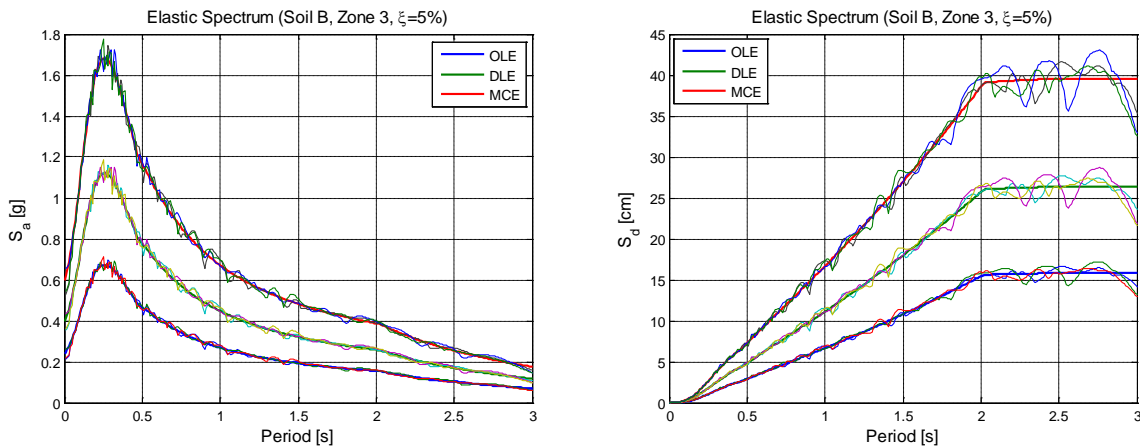 Elastic Spectrum (Soil B, Zone 3, ξ=5%)
1.8
1.6
1.4
1.2
1
0.8
0.6
0.4
0.2
0
S_a [g]
OLE
DLE
MCE
0 0.5 1 1.5 2 2.5 3
Period [s]
Elastic Spectrum (Soil B, Zone 3, ξ=5%)
45
40
35
30
25
20
15
10
5
0
S_d [cm]
OLE
DLE
MCE
0 0.5 1 1.5 2 2.5 3
Period [s]